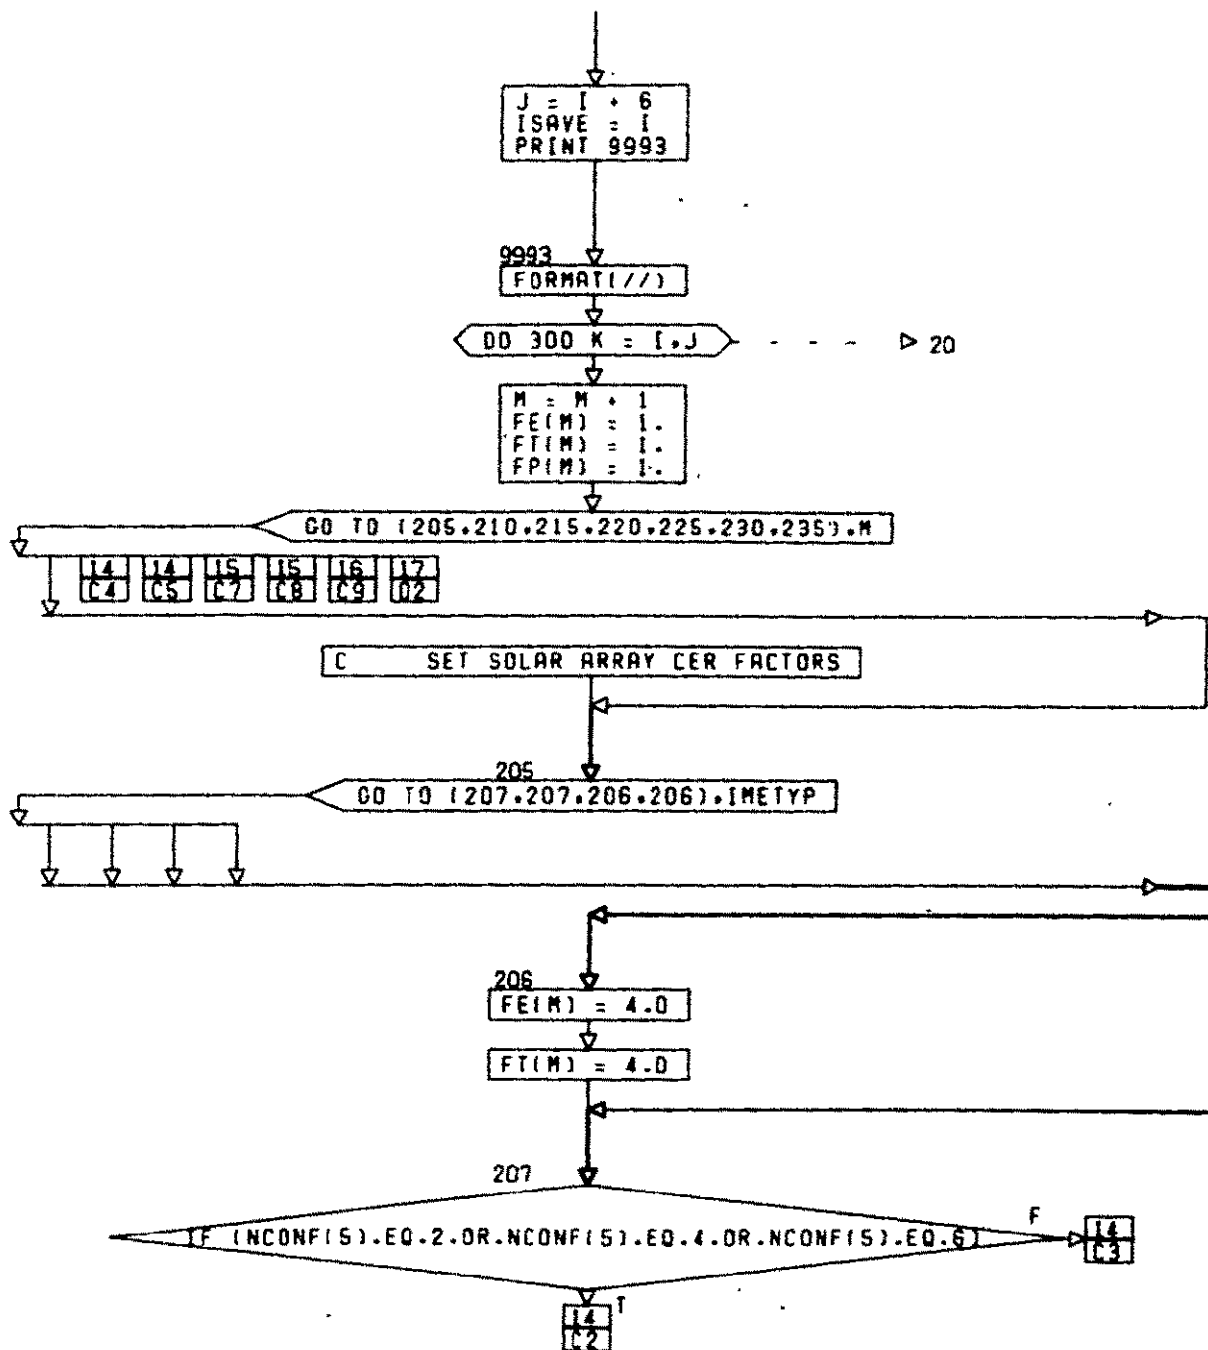 J = I + 6
ISAVE = I
PRINT 9993
9993
FORMAT(//)
DO 300 K = I,J
20
M = M + 1
FE(M) = 1.
FT(M) = 1.
FP(M) = 1.
GO TO (205,210,215,220,225,230,235),M
14 14 15 15 16 17
C4 C5 C7 C8 C9 D2
C SET SOLAR ARRAY CER FACTORS
205
GO TO (207,207,206,206),IMETYP
206
FE(M) = 4.0
FT(M) = 4.0
207
IF (NCONF(5).EQ.2.OR.NCONF(5).EQ.4.OR.NCONF(5).EQ.6)
F
14
C3
T
14
C2